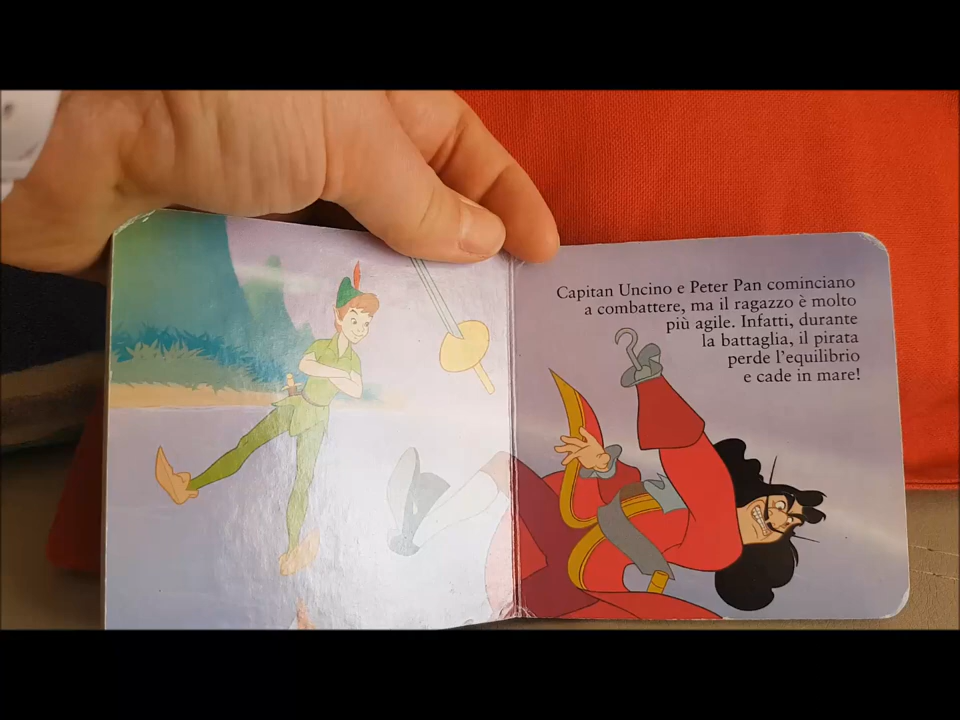 Capitan Uncino e Peter Pan cominciano
a combattere, ma il ragazzo è molto
più agile. Infatti, durante
la battaglia, il pirata
perde l'equilibrio
e cade in mare!